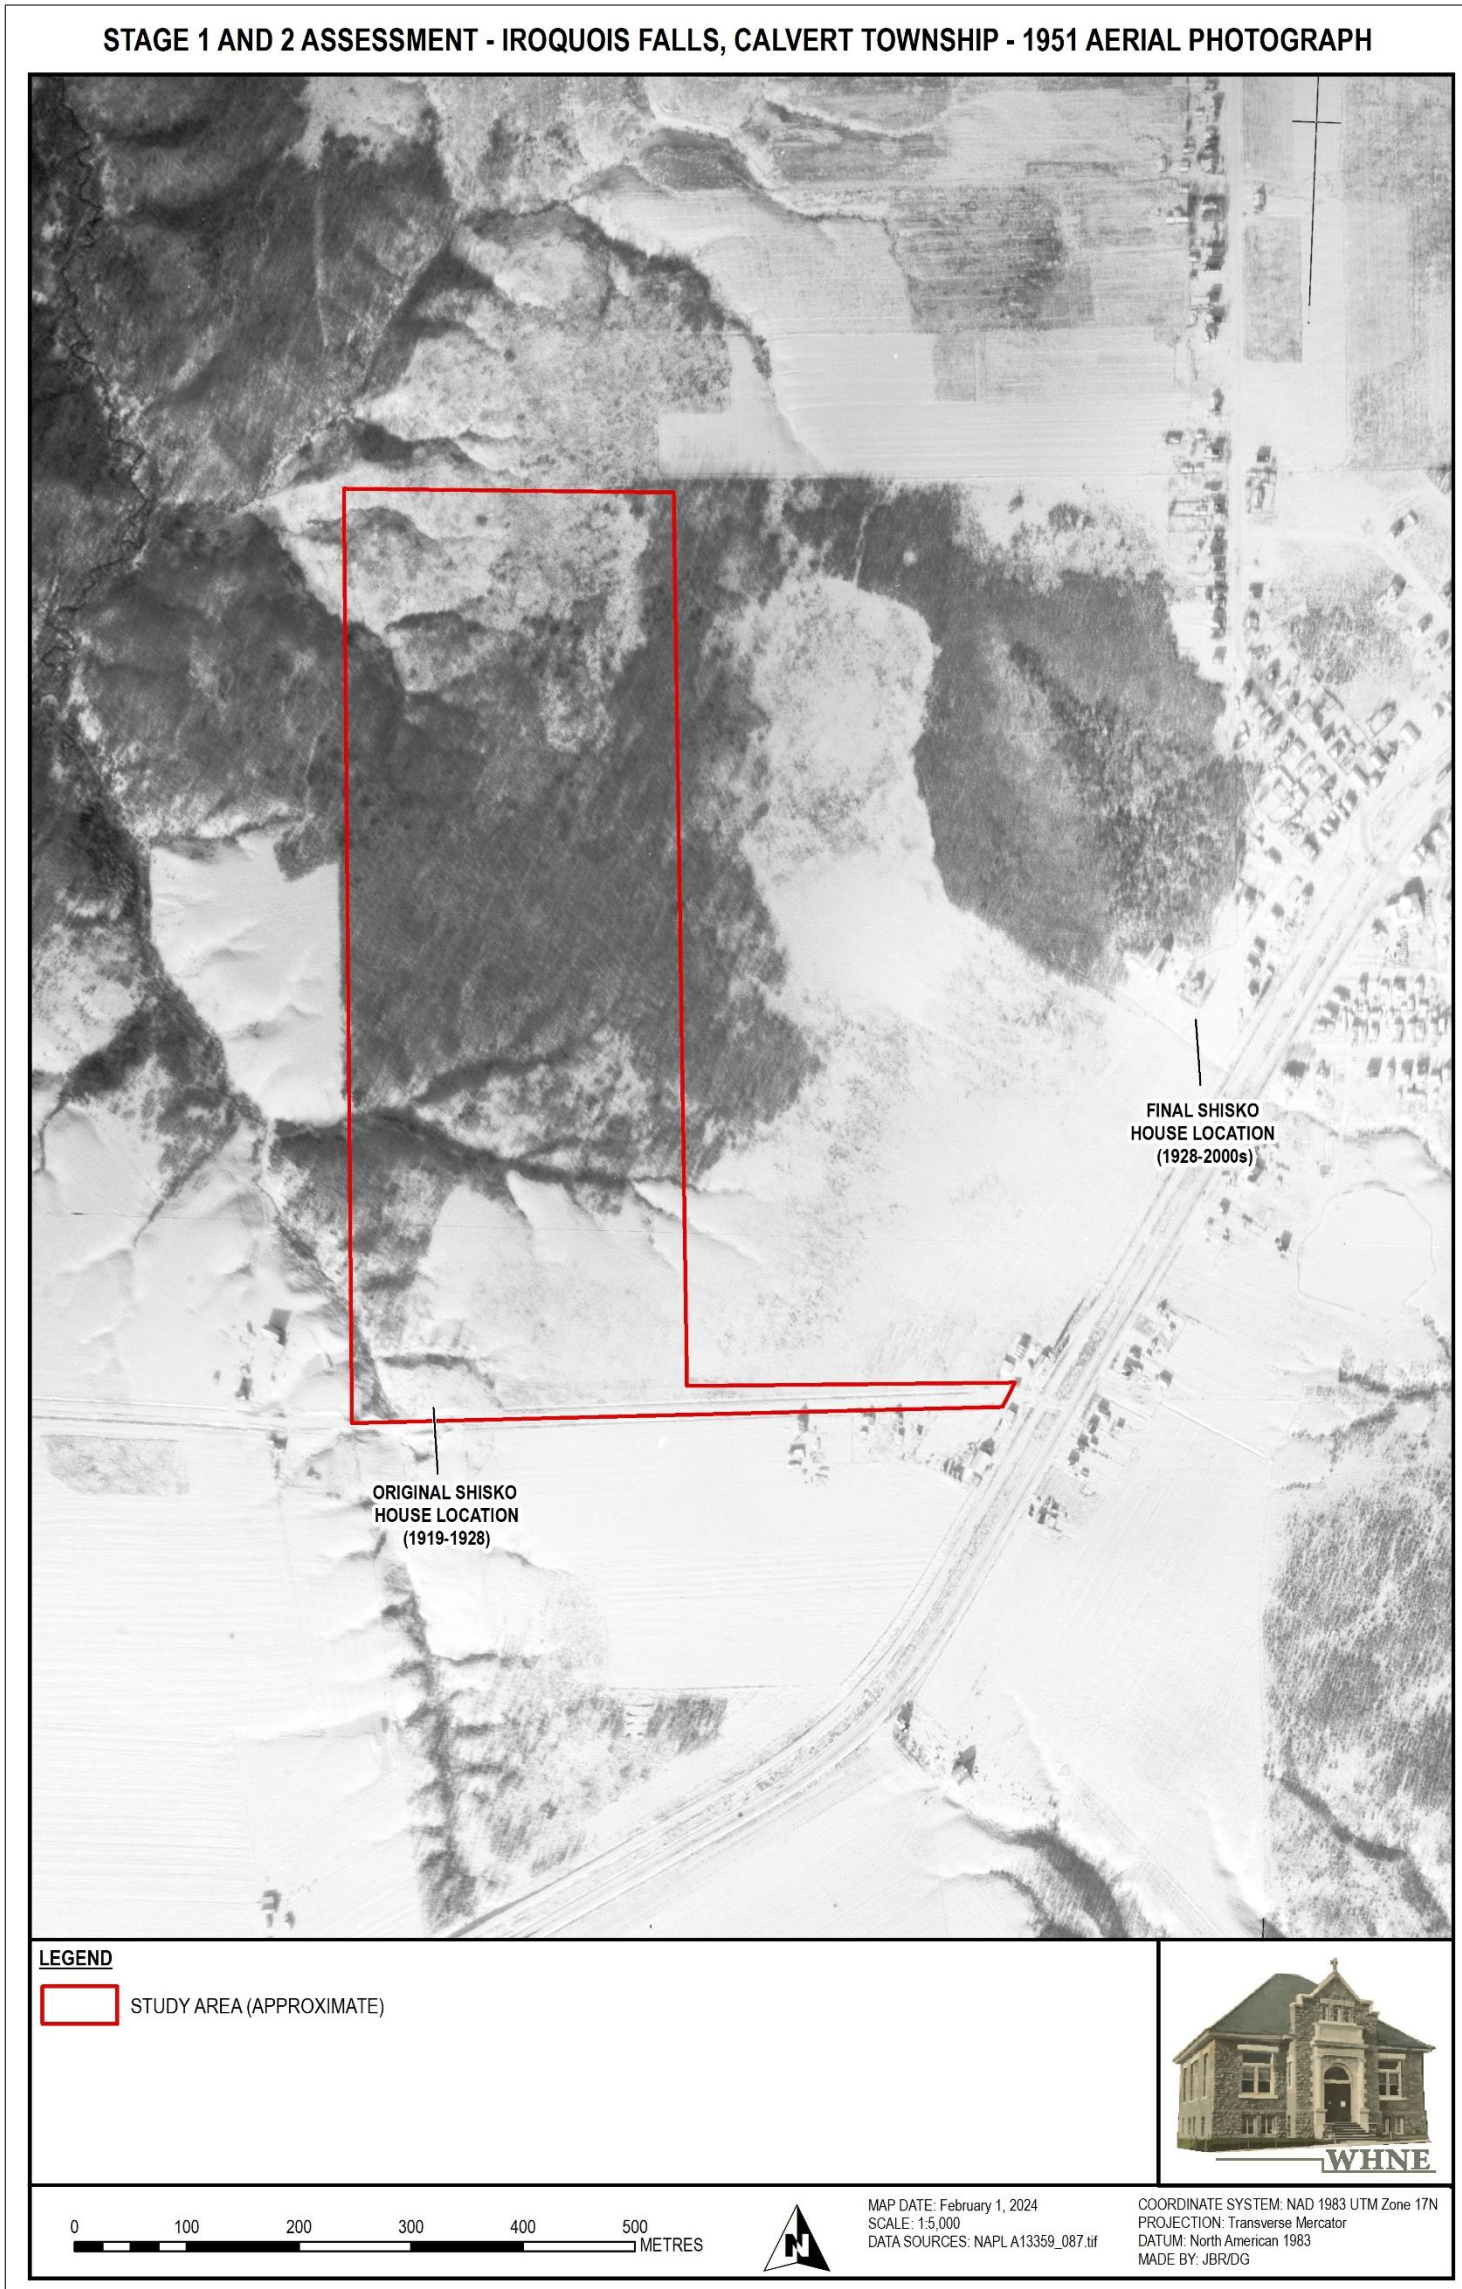 STAGE 1 AND 2 ASSESSMENT - IROQUOIS FALLS, CALVERT TOWNSHIP - 1951 AERIAL PHOTOGRAPH
FINAL SHISKO
HOUSE LOCATION
(1928-2000s)
ORIGINAL SHISKO
HOUSE LOCATION
(1919-1928)
LEGEND
STUDY AREA (APPROXIMATE)
WHNE
0 100 200 300 400 500
METRES
N
MAP DATE: February 1, 2024
SCALE: 1:5,000
DATA SOURCES: NAPL A13359_087.tif
COORDINATE SYSTEM: NAD 1983 UTM Zone 17N
PROJECTION: Transverse Mercator
DATUM: North American 1983
MADE BY: JBR/DG